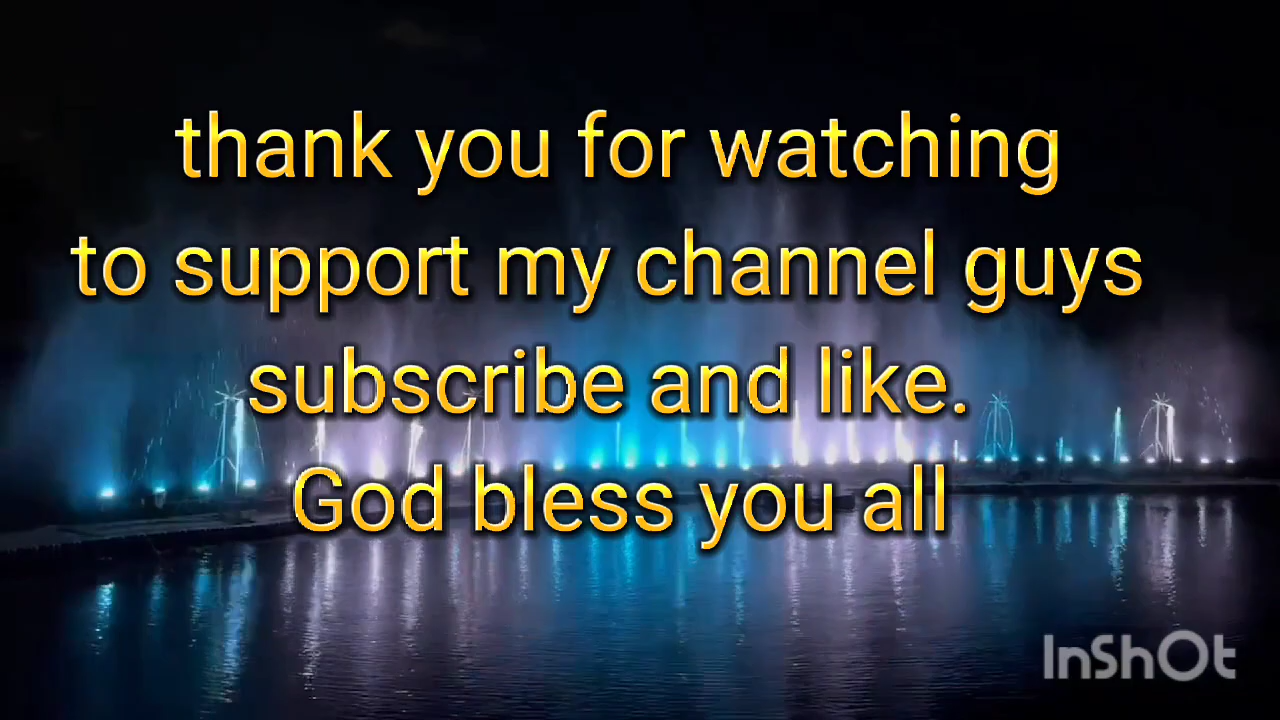 thank you for watching
to support my channel guys
subscribe and like.
God bless you all
InShOt